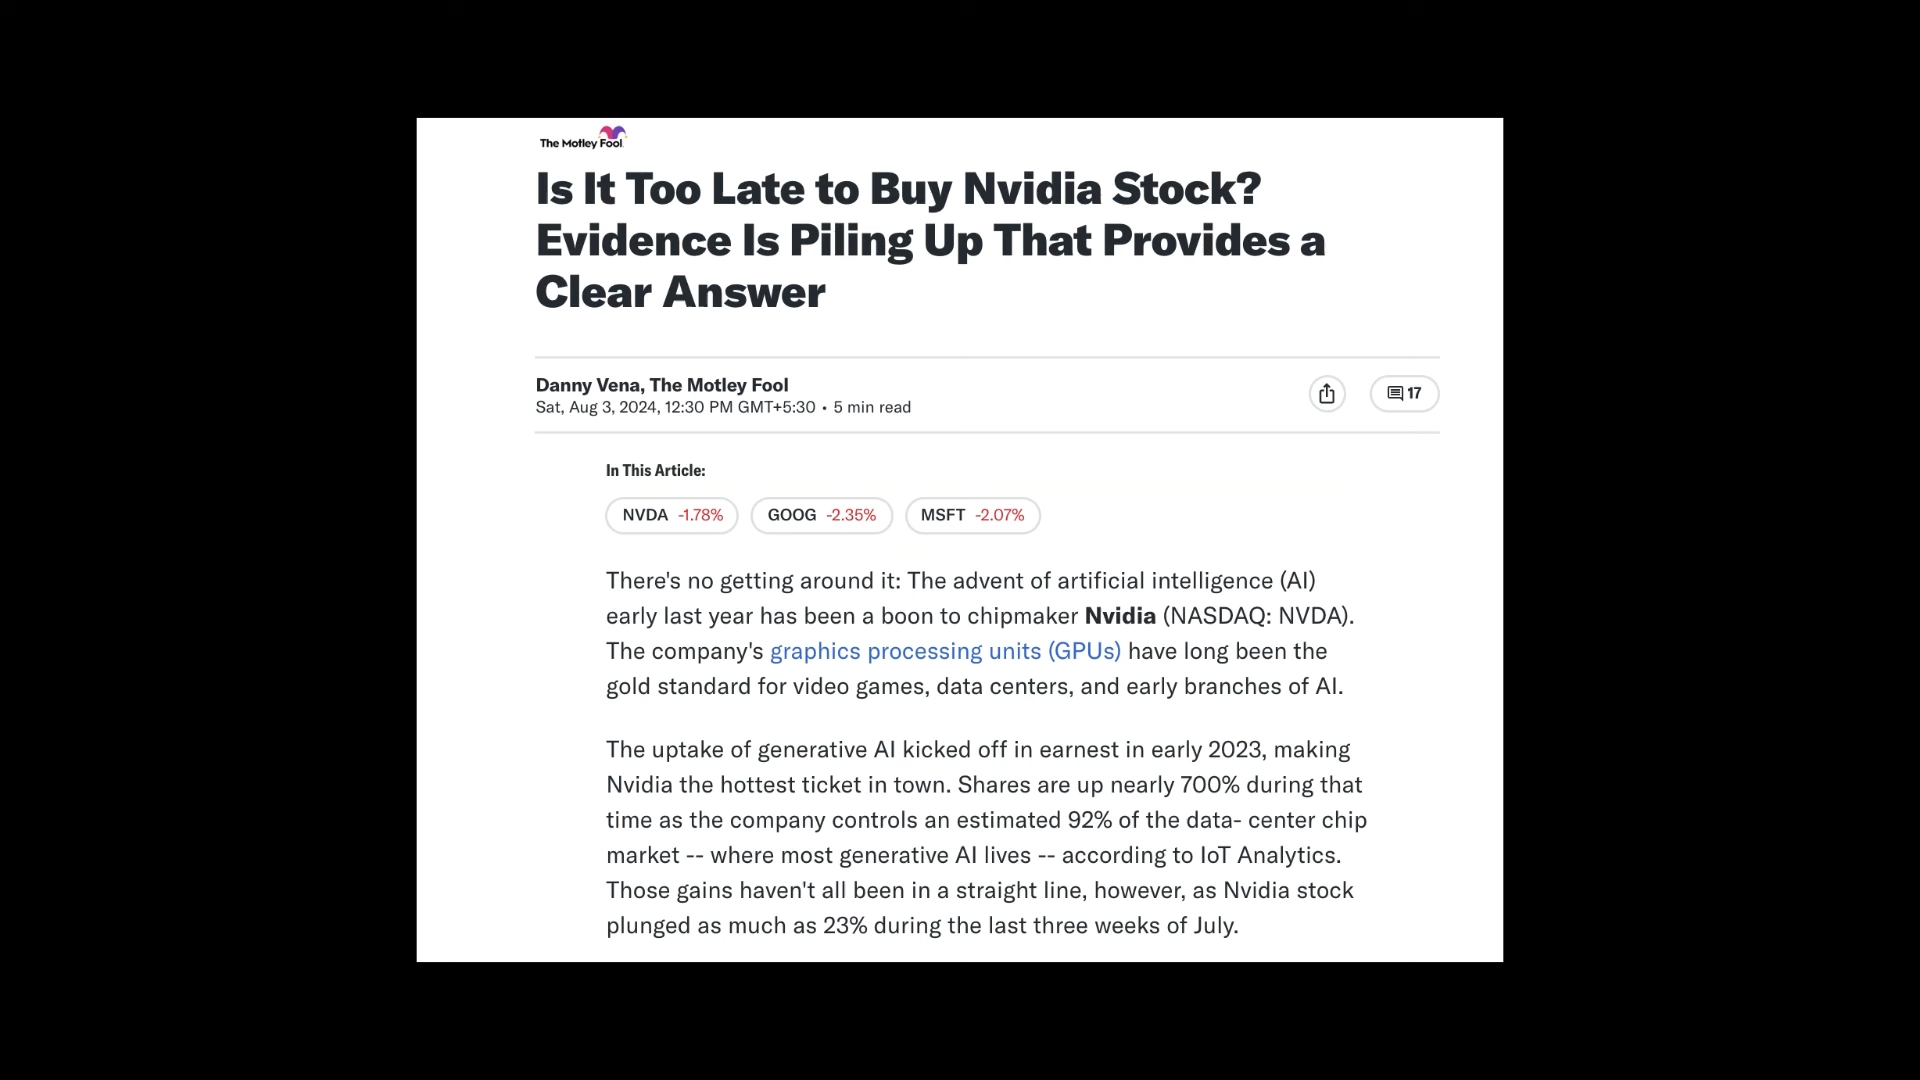 The Motley Fool
Is It Too Late to Buy Nvidia Stock?
Evidence Is Piling Up That Provides a
Clear Answer
Danny Vena, The Motley Fool
Sat, Aug 3, 2024, 12:30 PM GMT+5:30 • 5 min read
17
In This Article:
NVDA -1.78% GOOG -2.35% MSFT -2.07%
There's no getting around it: The advent of artificial intelligence (AI)
early last year has been a boon to chipmaker Nvidia (NASDAQ: NVDA).
The company's graphics processing units (GPUs) have long been the
gold standard for video games, data centers, and early branches of AI.
The uptake of generative AI kicked off in earnest in early 2023, making
Nvidia the hottest ticket in town. Shares are up nearly 700% during that
time as the company controls an estimated 92% of the data- center chip
market -- where most generative AI lives -- according to IoT Analytics.
Those gains haven't all been in a straight line, however, as Nvidia stock
plunged as much as 23% during the last three weeks of July.